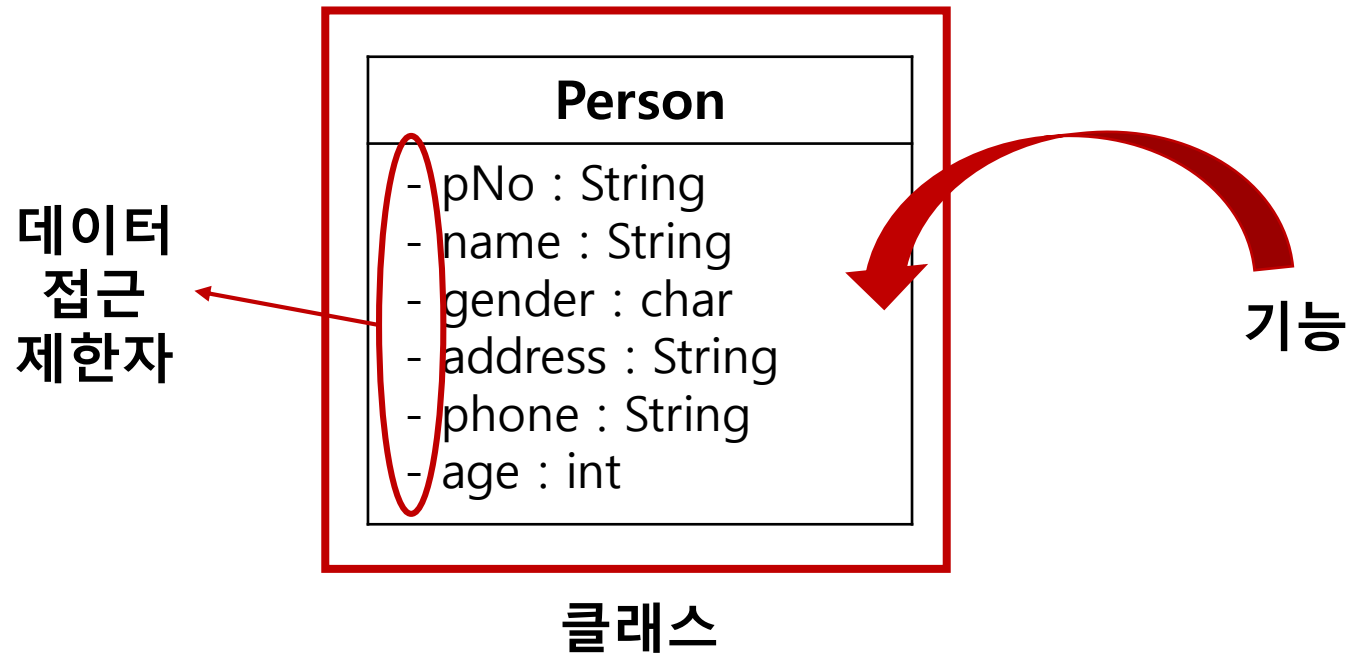 Person
- pNo : String
- name : String
- gender : char
- address : String
- phone : String
- age : int
데이터
접근
제한자
기능
클래스